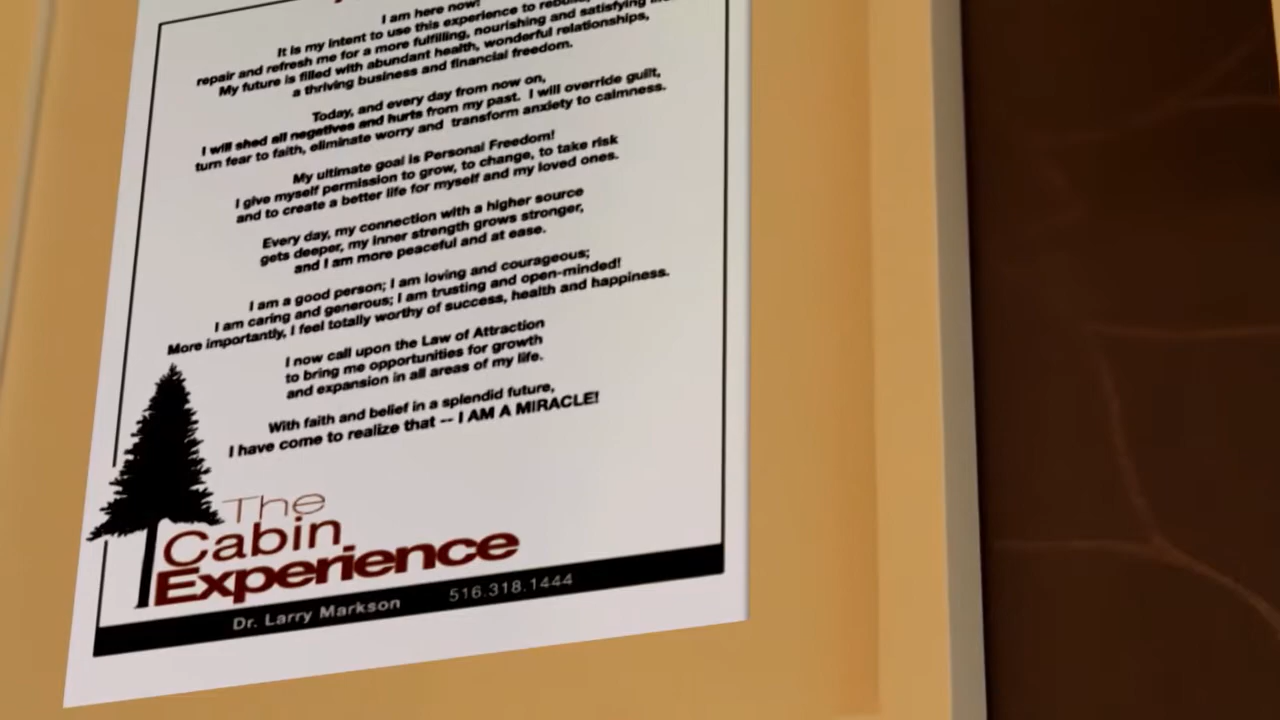 I am here now!
It is my intent to use this experience to rebuild,
repair and refresh me for a more fulfilling, nourishing and satisfying
My future is filled with abundant health, wonderful relationships,
a thriving business and financial freedom.
Today, and every day from now on,
I will shed all negatives and hurts from my past. I will override guilt,
turn fear to faith, eliminate worry and transform anxiety to calmness.
My ultimate goal is Personal Freedom!
I give myself permission to grow, to change, to take risk
and to create a better life for myself and my loved ones.
Every day, my connection with a higher source
gets deeper, my inner strength grows stronger,
and I am more peaceful and at ease.
I am a good person; I am loving and courageous;
I am caring and generous; I am trusting and open-minded!
More importantly, I feel totally worthy of success, health and happiness.
I now call upon the Law of Attraction
to bring me opportunities for growth
and expansion in all areas of my life.
With faith and belief in a splendid future,
I have come to realize that -- I AM A MIRACLE!
The
Cabin
Experience
Dr. Larry Markson 516.318.1444